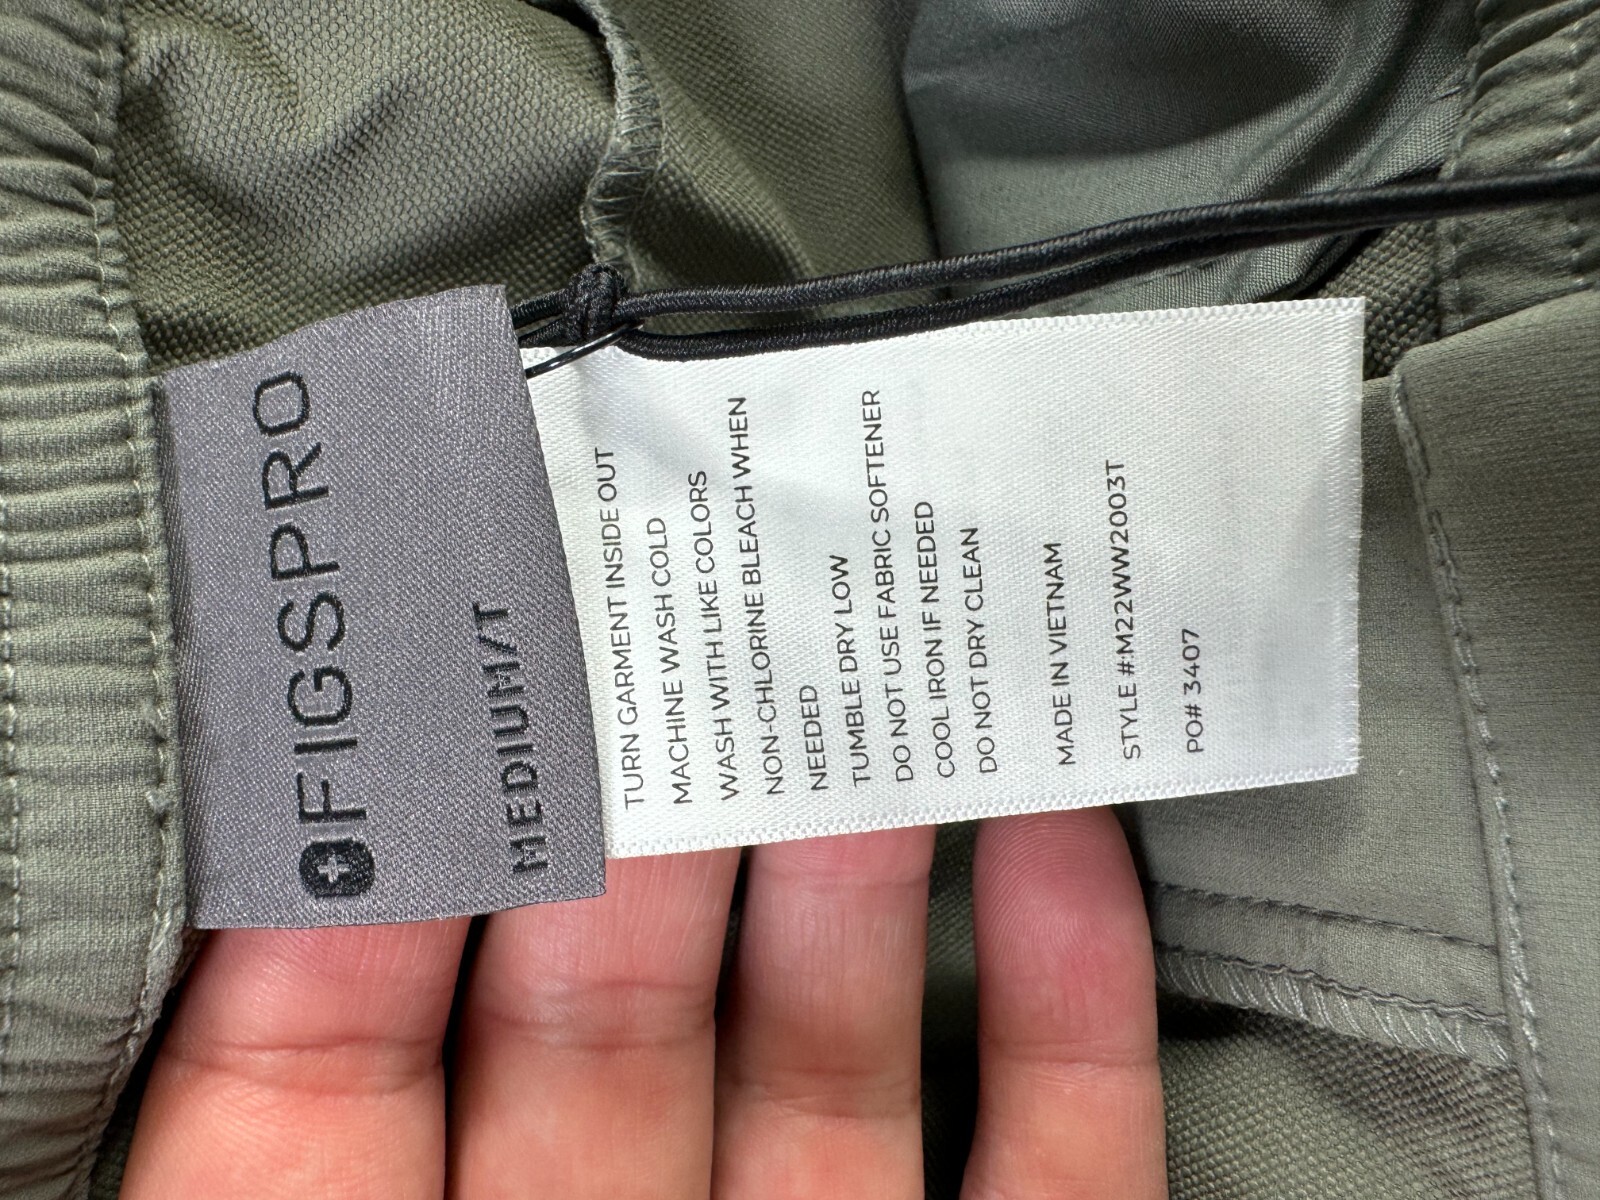 FIGSPRO
MEDIUM/T
TURN GARMENT INSIDE OUT
MACHINE WASH COLD
WASH WITH LIKE COLORS
NON-CHLORINE BLEACH WHEN
NEEDED
TUMBLE DRY LOW
DO NOT USE FABRIC SOFTENER
COOL IRON IF NEEDED
DO NOT DRY CLEAN
MADE IN VIETNAM
STYLE #:M22WW2003T
PO# 3407